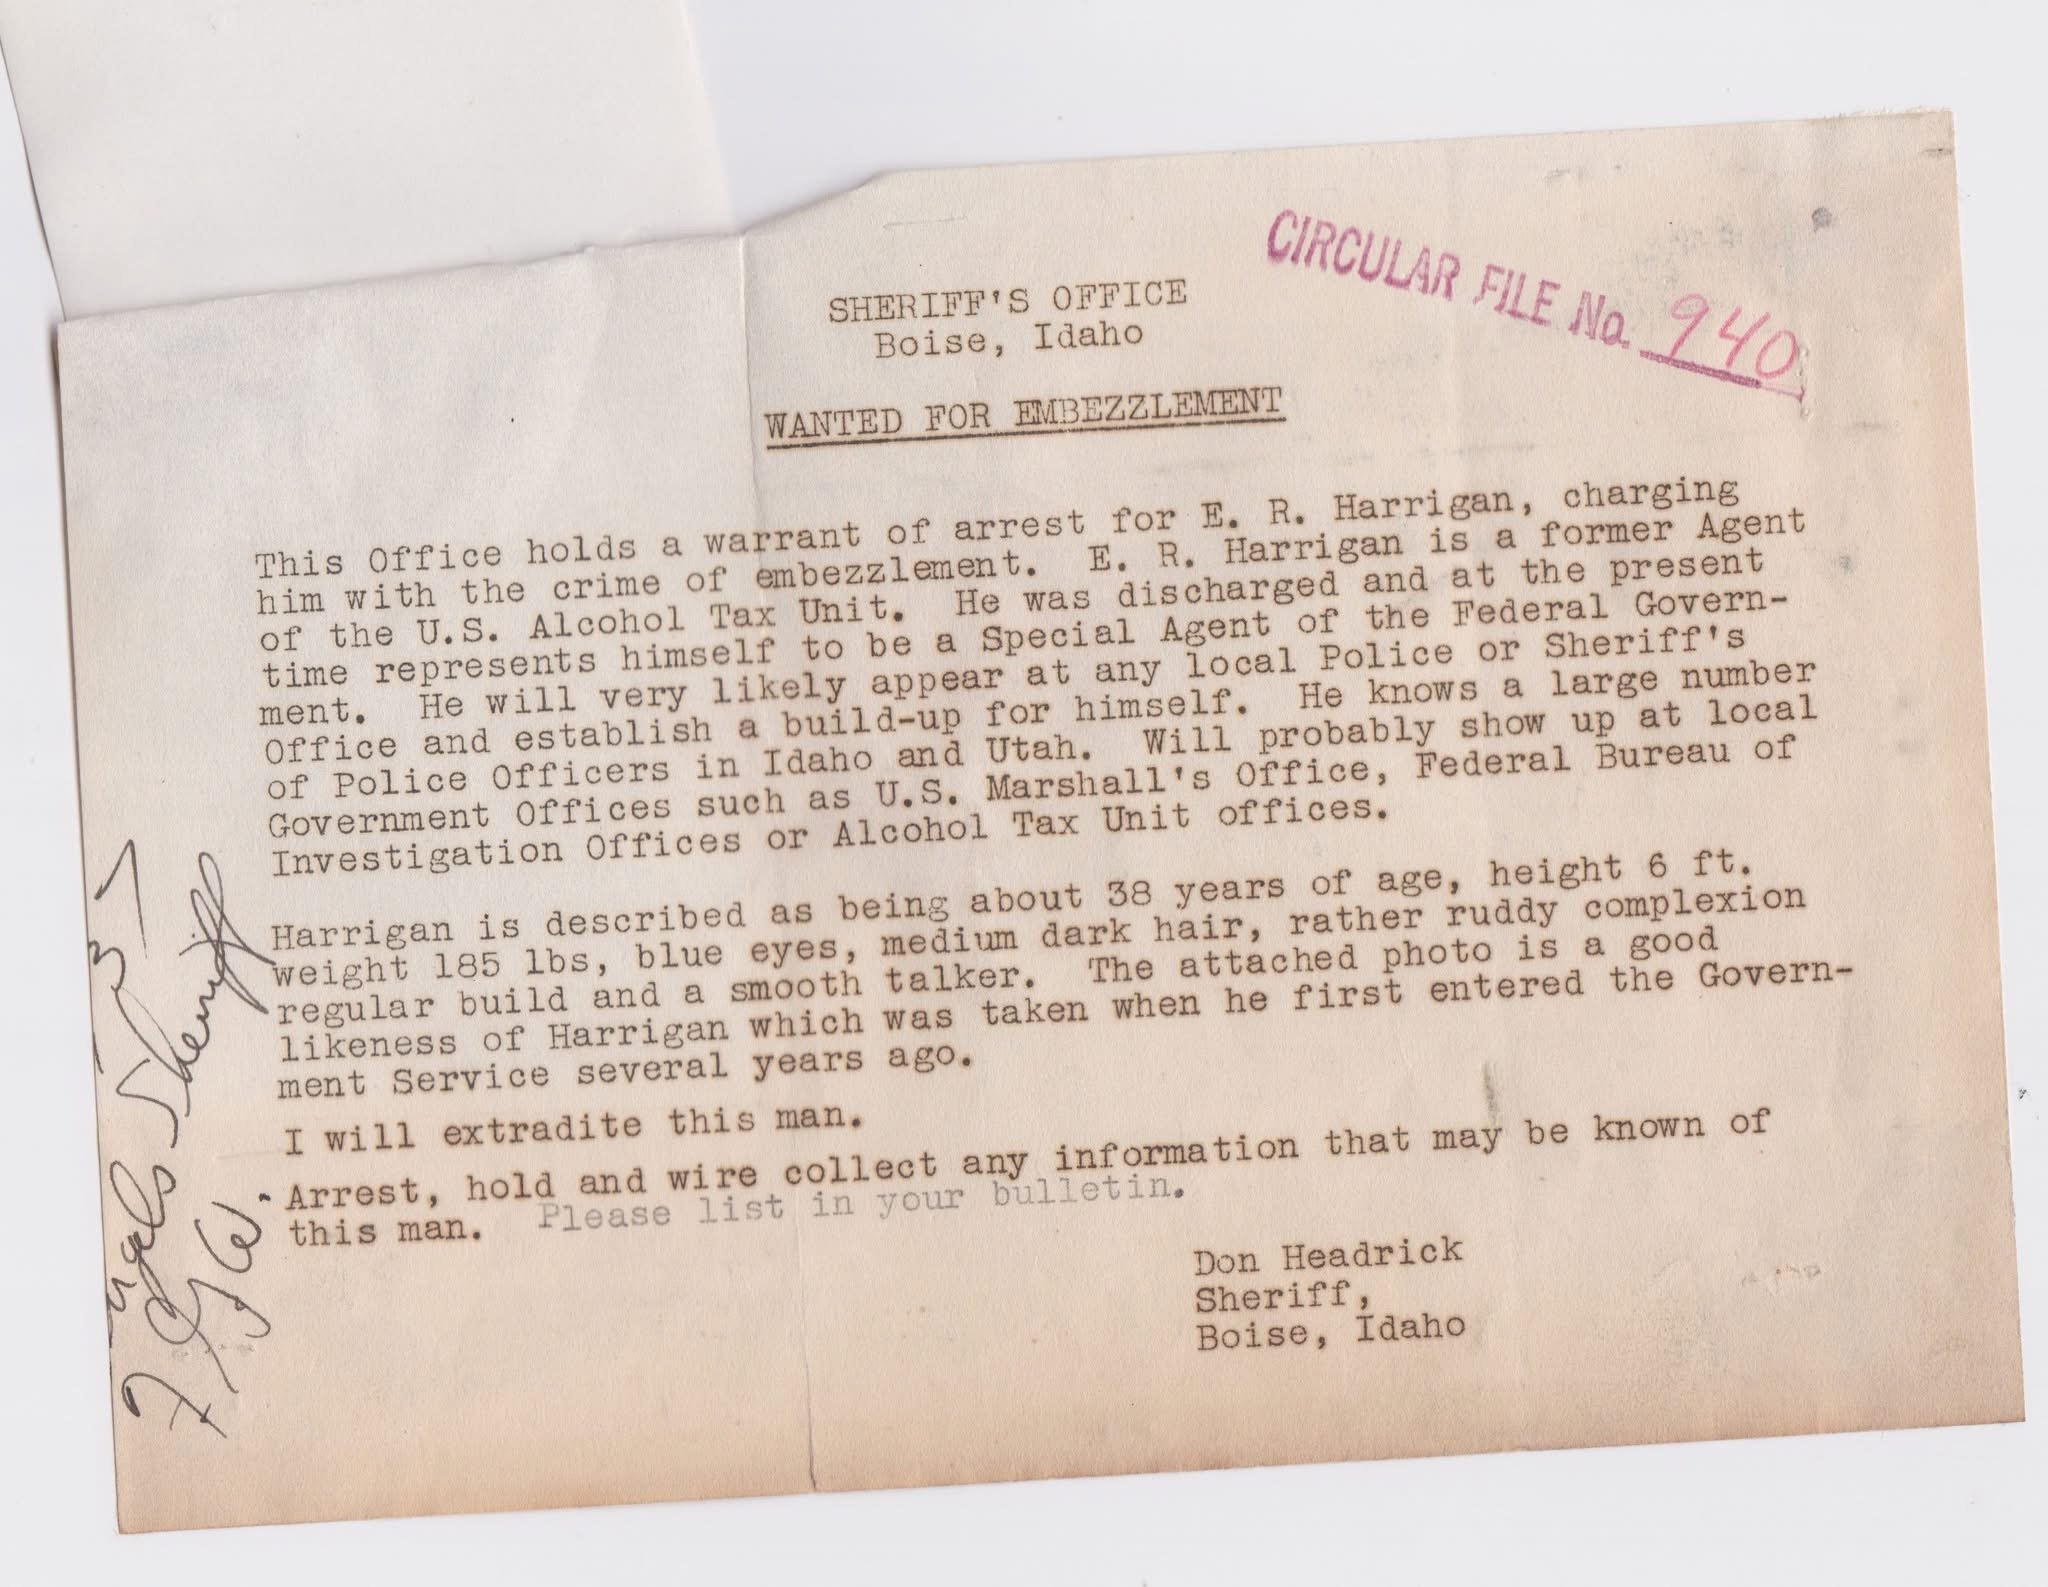 CIRCULAR FILE No. 940
SHERIFF'S OFFICE
Boise, Idaho
WANTED FOR EMBEZZLEMENT
This Office holds a warrant of arrest for E. R. Harrigan, charging
him with the crime of embezzlement. E. R. Harrigan is a former Agent
of the U.S. Alcohol Tax Unit. He was discharged and at the present
time represents himself to be a Special Agent of the Federal Govern-
ment. He will very likely appear at any local Police or Sheriff's
Office and establish a build-up for himself. He knows a large number
of Police Officers in Idaho and Utah. Will probably show up at local
Government Offices such as U.S. Marshall's Office, Federal Bureau of
Investigation Offices or Alcohol Tax Unit offices.
Harrigan is described as being about 38 years of age, height 6 ft.
weight 185 lbs, blue eyes, medium dark hair, rather ruddy complexion
regular build and a smooth talker. The attached photo is a good
likeness of Harrigan which was taken when he first entered the Govern-
ment Service several years ago.
I will extradite this man.
Arrest, hold and wire collect any information that may be known of
this man. Please list in your bulletin.
Don Headrick
Sheriff,
Boise, Idaho
Sheriff